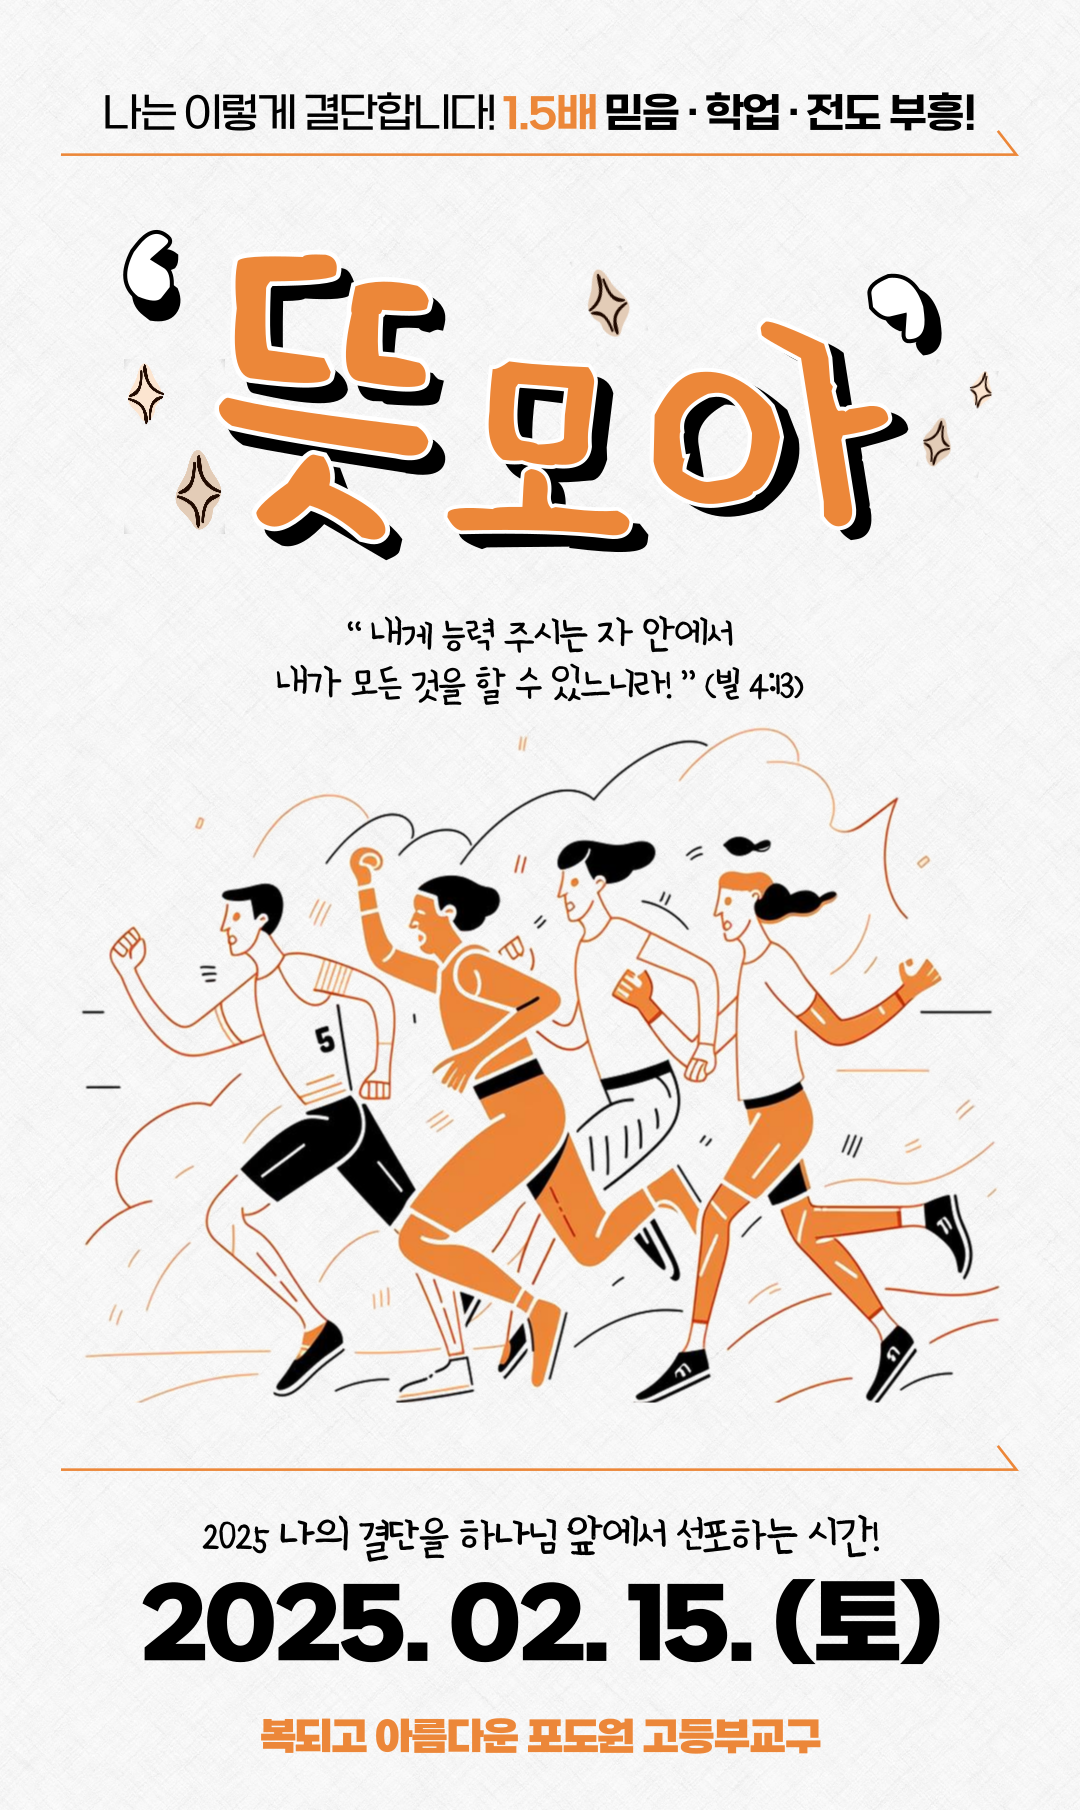 나는 이렇게 결단합니다! 1.5배 믿음 · 학업 · 전도 부흥!
‘뜻모아’
“ 내게 능력 주시는 자 안에서
내가 모든 것을 할 수 있느니라! ” (빌 4:13)
5
2025 나의 결단을 하나님 앞에서 선포하는 시간!
2025. 02. 15. (토)
복되고 아름다운 포도원 고등부교구